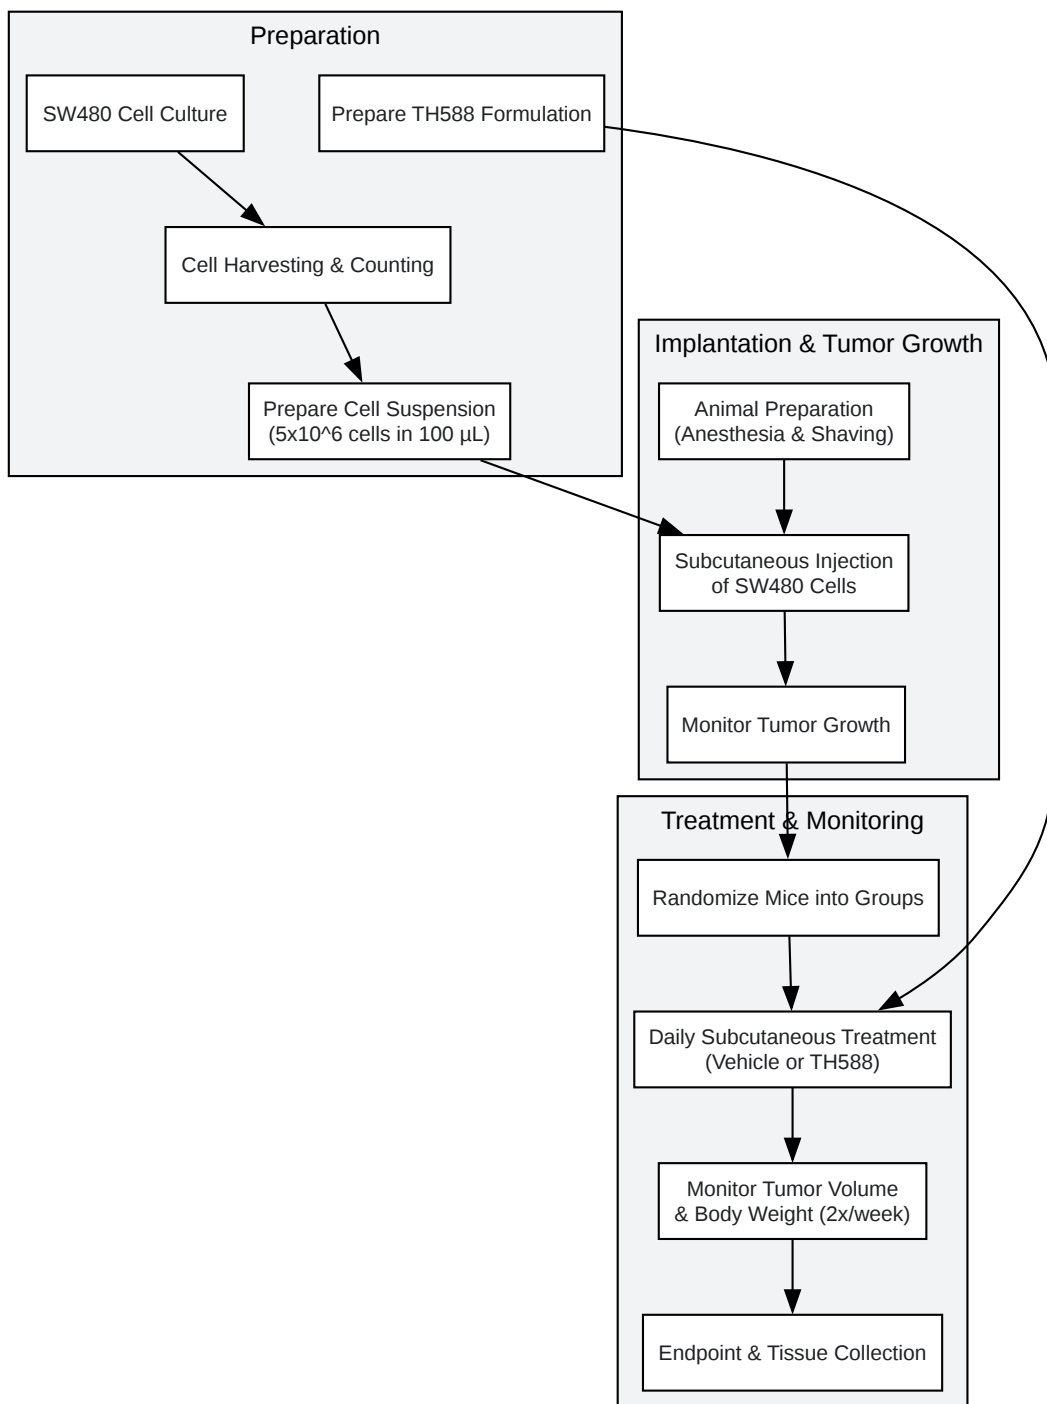 Preparation
SW480 Cell Culture
Prepare TH588 Formulation
Cell Harvesting & Counting
Prepare Cell Suspension
(5x10^6 cells in 100 µL)
Implantation & Tumor Growth
Animal Preparation
(Anesthesia & Shaving)
Subcutaneous Injection
of SW480 Cells
Monitor Tumor Growth
Treatment & Monitoring
Randomize Mice into Groups
Daily Subcutaneous Treatment
(Vehicle or TH588)
Monitor Tumor Volume
& Body Weight (2x/week)
Endpoint & Tissue Collection